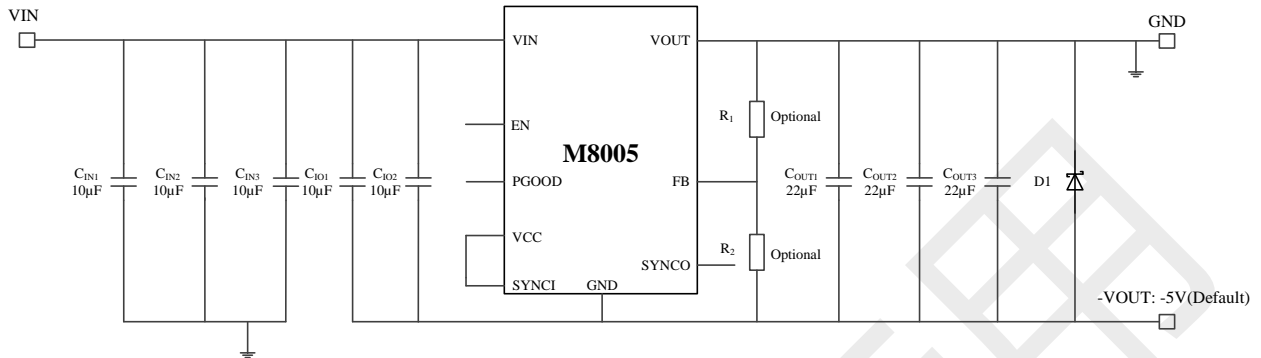 VIN
GND
VIN
VOUT
R1
Optional
EN
M8005
CIN1
10μF
CIN2
10μF
CIN3
10μF
CIO1
10μF
CIO2
10μF
PGOOD
FB
COUT1
22μF
COUT2
22μF
COUT3
22μF
D1
VCC
R2
Optional
SYNCO
SYNCI
GND
-VOUT: -5V(Default)